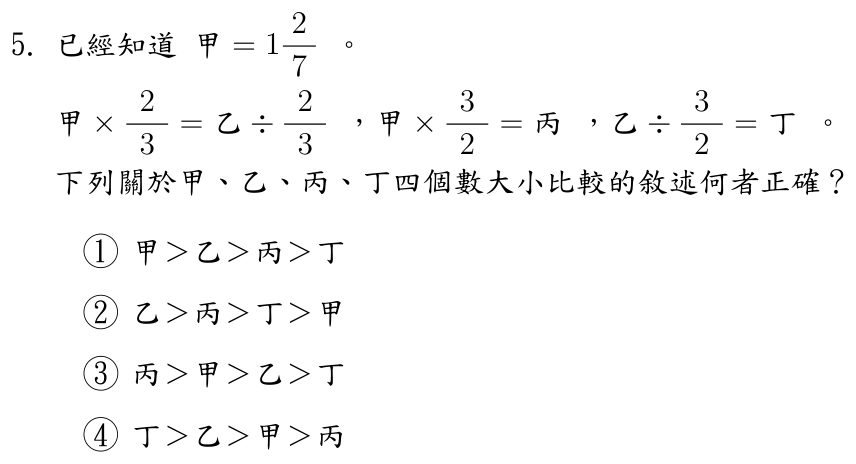 5. 已經知道 甲 = 1 2/7 。
甲 × 2/3 = 乙 ÷ 2/3 ，甲 × 3/2 = 丙 ，乙 ÷ 3/2 = 丁 。
下列關於甲、乙、丙、丁四個數大小比較的敘述何者正確？
① 甲＞乙＞丙＞丁
② 乙＞丙＞丁＞甲
③ 丙＞甲＞乙＞丁
④ 丁＞乙＞甲＞丙